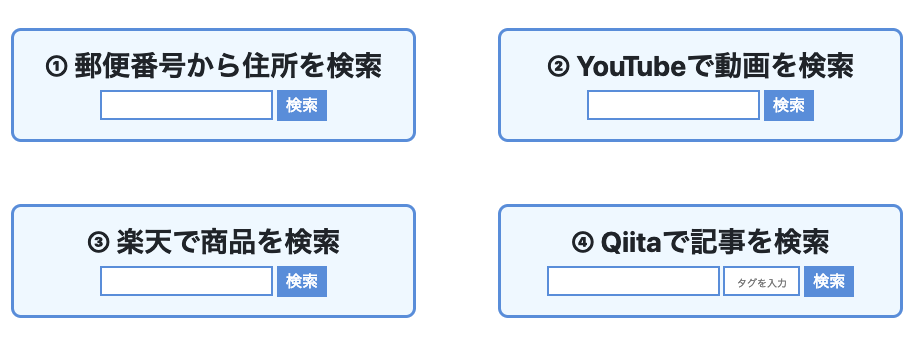 ① 郵便番号から住所を検索
検索
② YouTubeで動画を検索
検索
③ 楽天で商品を検索
検索
④ Qiitaで記事を検索
タグを入力 検索